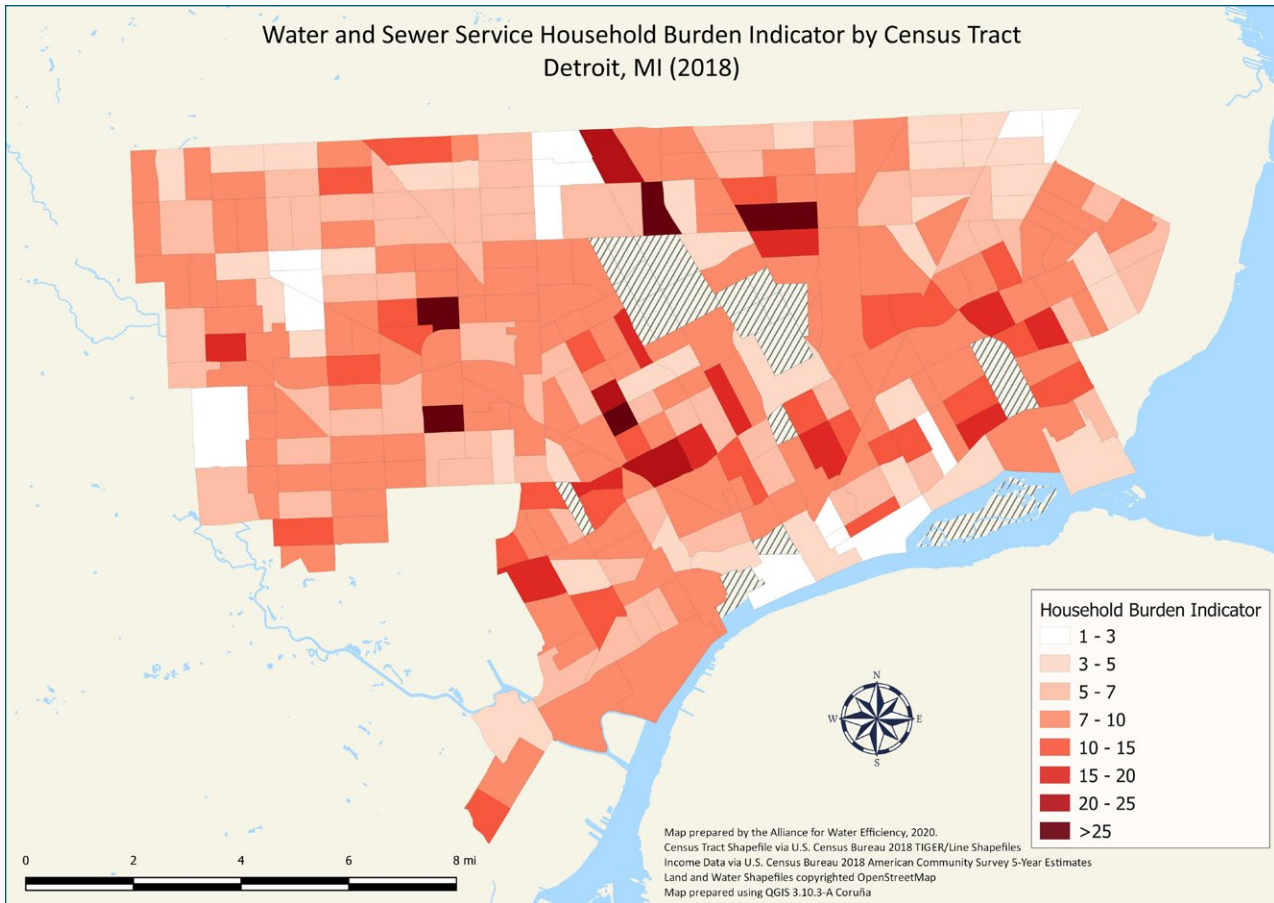 Water and Sewer Service Household Burden Indicator by Census Tract
Detroit, MI (2018)
Household Burden Indicator
1 - 3
3 - 5
5 - 7
7 - 10
10 - 15
15 - 20
20 - 25
>25
N
W
E
S
Map prepared by the Alliance for Water Efficiency, 2020.
Census Tract Shapefile via U.S. Census Bureau 2018 TIGER/Line Shapefiles
Income Data via U.S. Census Bureau 2018 American Community Survey 5-Year Estimates
Land and Water Shapefiles copyrighted OpenStreetMap
Map prepared using QGIS 3.10.3-A Coruña
0 2 4 6 8 mi